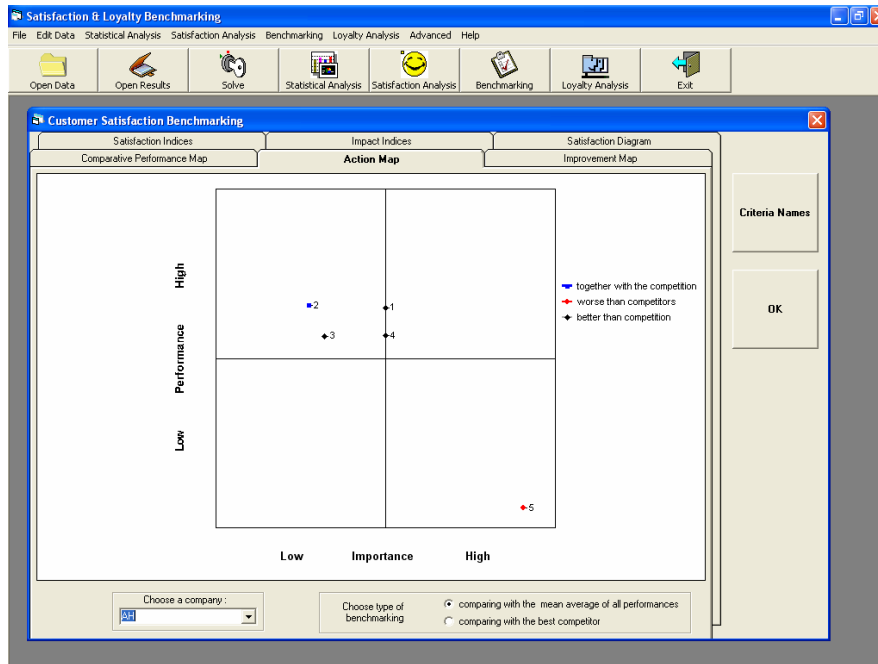 Satisfaction & Loyalty Benchmarking
File Edit Data Statistical Analysis Satisfaction Analysis Benchmarking Loyalty Analysis Advanced Help
Open Data Open Results Solve Statistical Analysis Satisfaction Analysis Benchmarking Loyalty Analysis Exit
Customer Satisfaction Benchmarking
Satisfaction Indices Impact Indices Satisfaction Diagram
Comparative Performance Map Action Map Improvement Map
Criteria Names
OK
High
Performance
Low
2
1
3
4
5
together with the competition
worse than competitors
better than competition
Low Importance High
Choose a company :
AH
Choose type of
benchmarking
comparing with the mean average of all performances
comparing with the best competitor